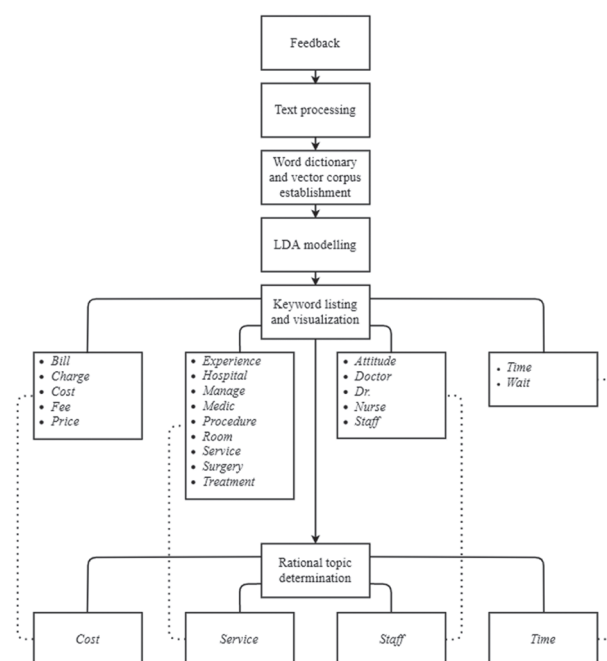 Feedback
Text processing
Word dictionary
and vector corpus
establishment
LDA modelling
Keyword listing
and visualization
• Bill
• Charge
• Cost
• Fee
• Price
• Experience
• Hospital
• Manage
• Medic
• Procedure
• Room
• Service
• Surgery
• Treatment
• Attitude
• Doctor
• Dr.
• Nurse
• Staff
• Time
• Wait
Rational topic
determination
Cost
Service
Staff
Time